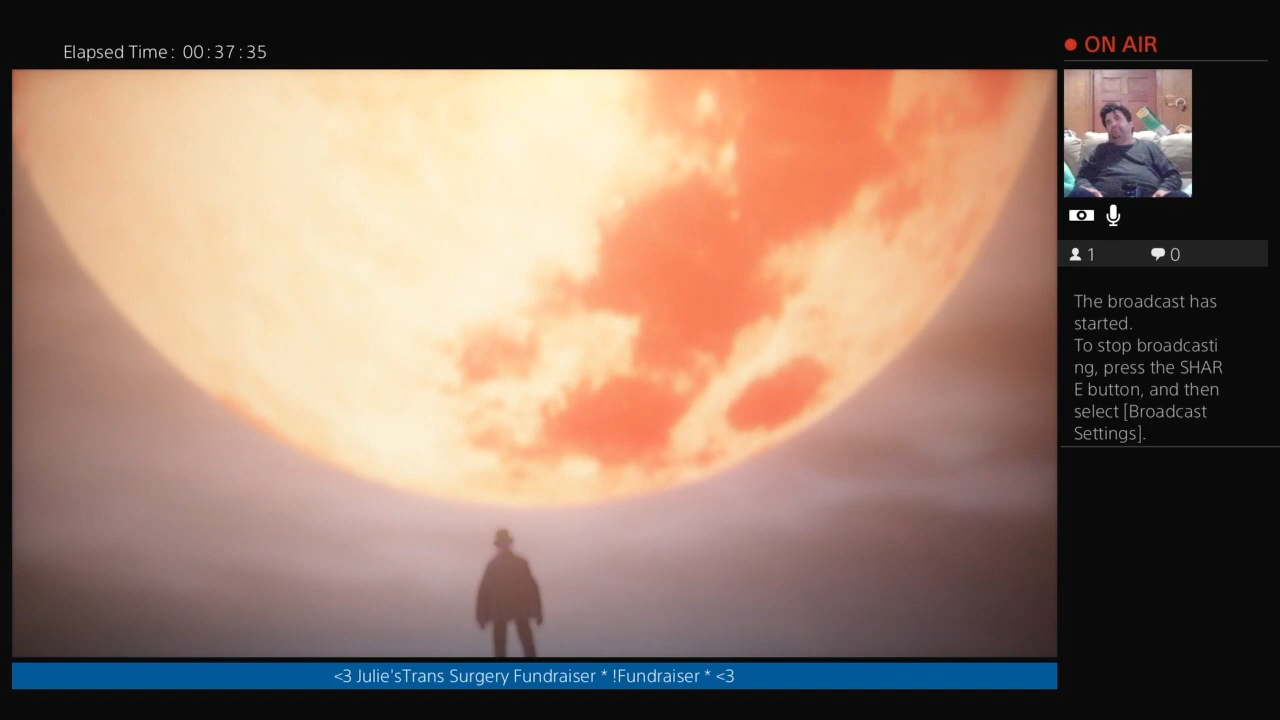 Elapsed Time: 00:37:35
ON AIR
1 0
The broadcast has
started.
To stop broadcasti
ng, press the SHAR
E button, and then
select [Broadcast
Settings].
<3 Julie'sTrans Surgery Fundraiser * !Fundraiser * <3